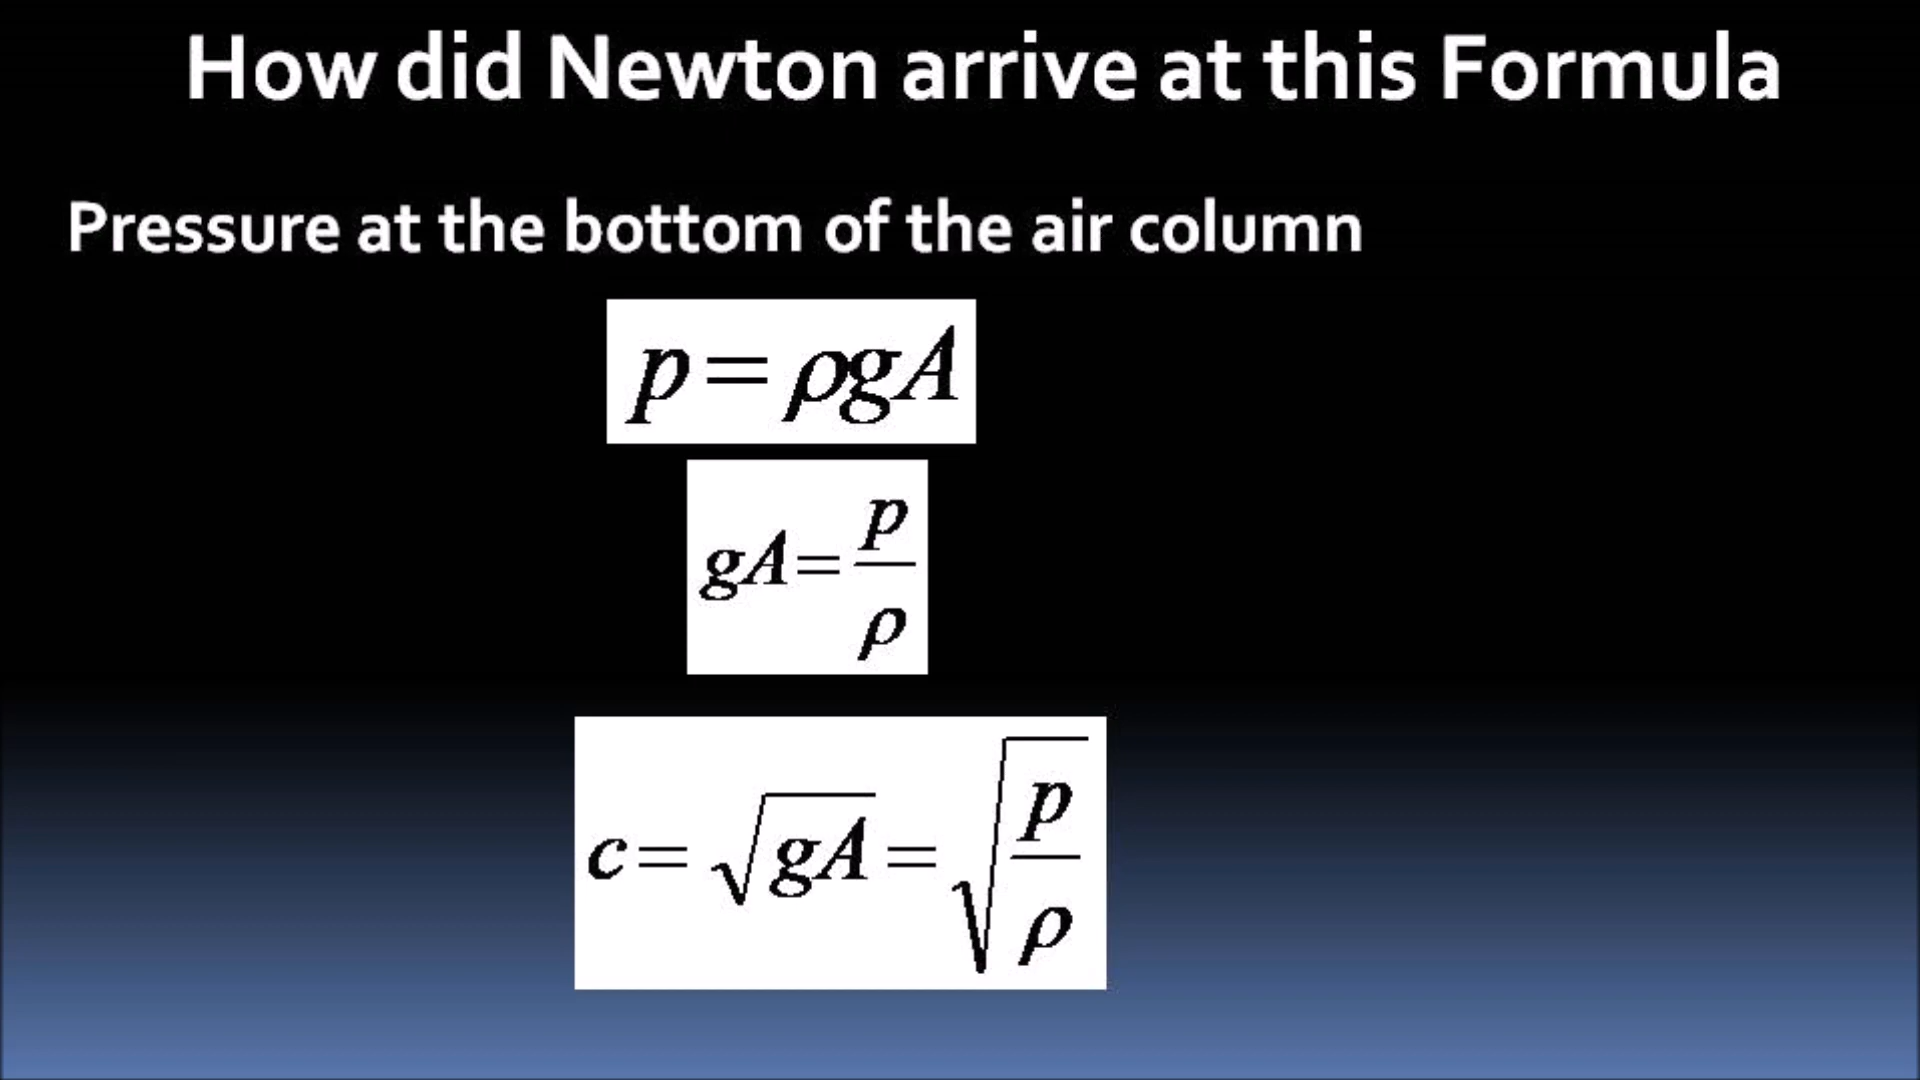 How did Newton arrive at this Formula
Pressure at the bottom of the air column
p = ρgA
gA = p/ρ
c = √gA = √p/ρ